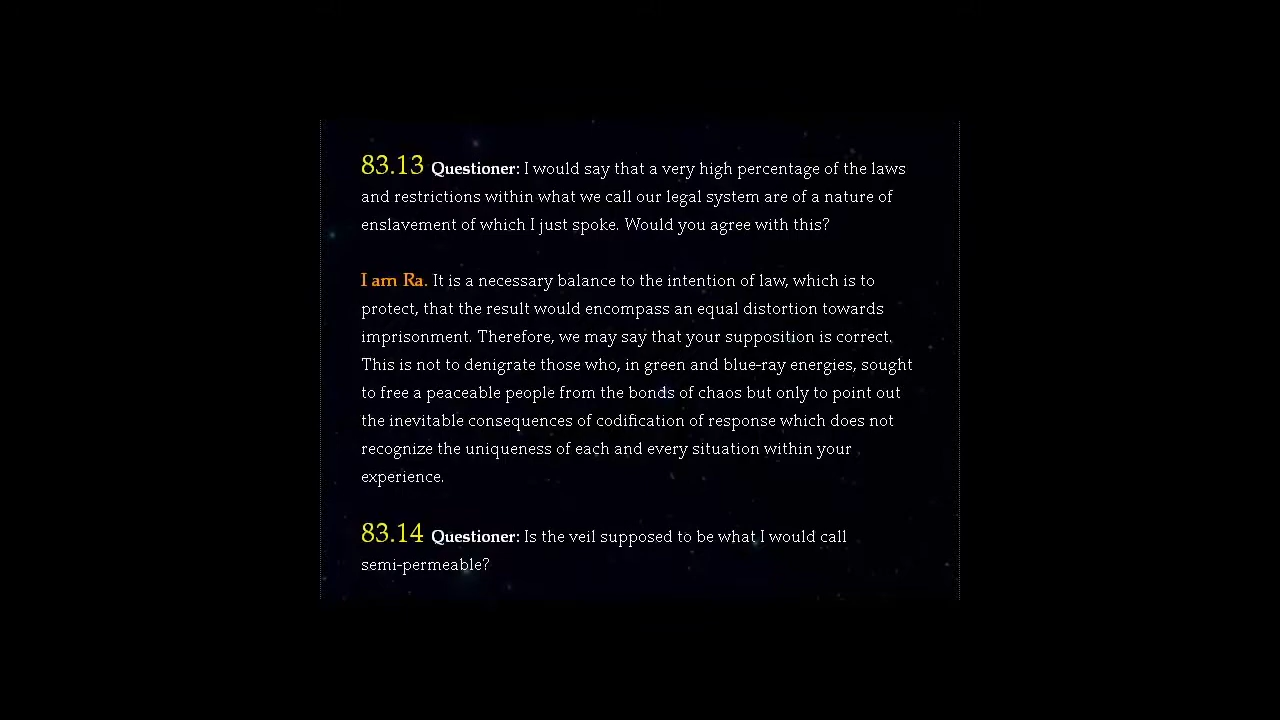 83.13 Questioner: I would say that a very high percentage of the laws
and restrictions within what we call our legal system are of a nature of
enslavement of which I just spoke. Would you agree with this?
I am Ra. It is a necessary balance to the intention of law, which is to
protect, that the result would encompass an equal distortion towards
imprisonment. Therefore, we may say that your supposition is correct.
This is not to denigrate those who, in green and blue-ray energies, sought
to free a peaceable people from the bonds of chaos but only to point out
the inevitable consequences of codification of response which does not
recognize the uniqueness of each and every situation within your
experience.
83.14 Questioner: Is the veil supposed to be what I would call
semi-permeable?